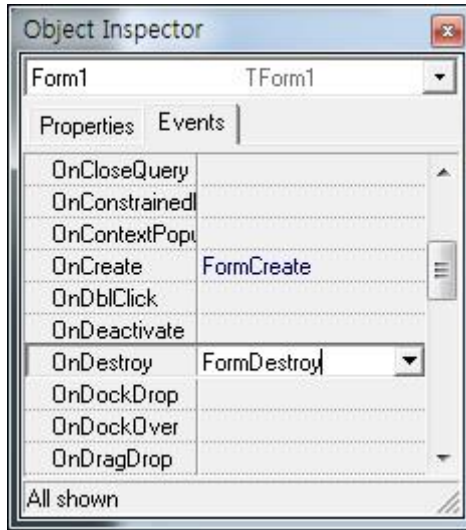 Object Inspector
Form1 TForm1
Properties Events
OnCloseQuery
OnConstrainedl
OnContextPopu
OnCreate FormCreate
OnDblClick
OnDeactivate
OnDestroy FormDestroy
OnDockDrop
OnDockOver
OnDragDrop
All shown